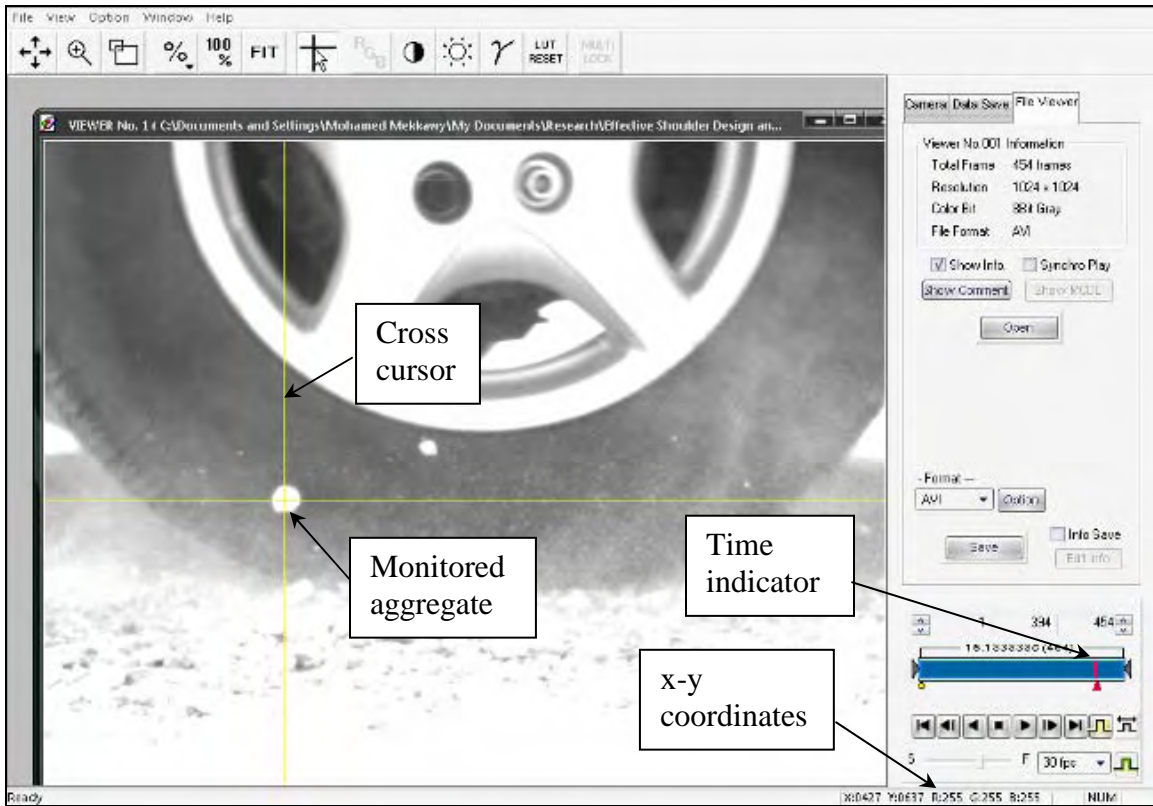 File View Option Window Help
% 100 % FIT RGB γ LUT RESET MULTI LOCK
VIEWER No. 1 ( C:\Documents and Settings\Mohamed Mekkawy\My Documents\Research\Effective Shoulder Design an...
Camera Data Save File Viewer
Viewer No.001 Information
Total Frame 454 frames
Resolution 1024 x 1024
Color Bit 8Bit Gray
File Format AVI
Show Info. Synchro Play
Show Comment
Open
Cross
cursor
- Format -
AVI Option
Info Save
Save
Edit Info
Monitored
aggregate
Time
indicator
1 394 454
x-y
coordinates
S F 30 fps
Ready X:0427 Y:0637 R:255 G:255 B:255 NUM